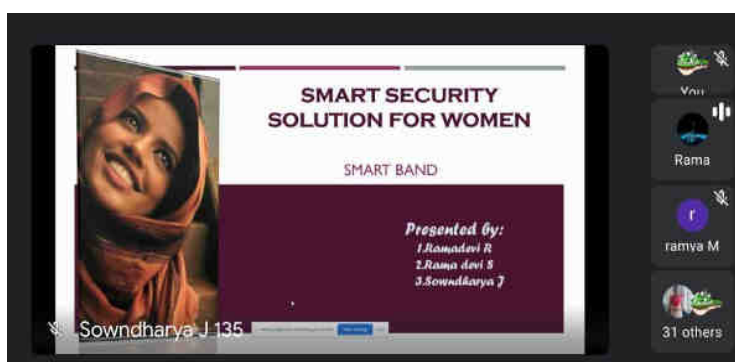 SMART SECURITY
SOLUTION FOR WOMEN
SMART BAND
Presented by:
1.Ramadevi R
2.Rama devi S
3.Sowndharya J
Sowndharya J 135
You
Rama
r
ramya M
31 others